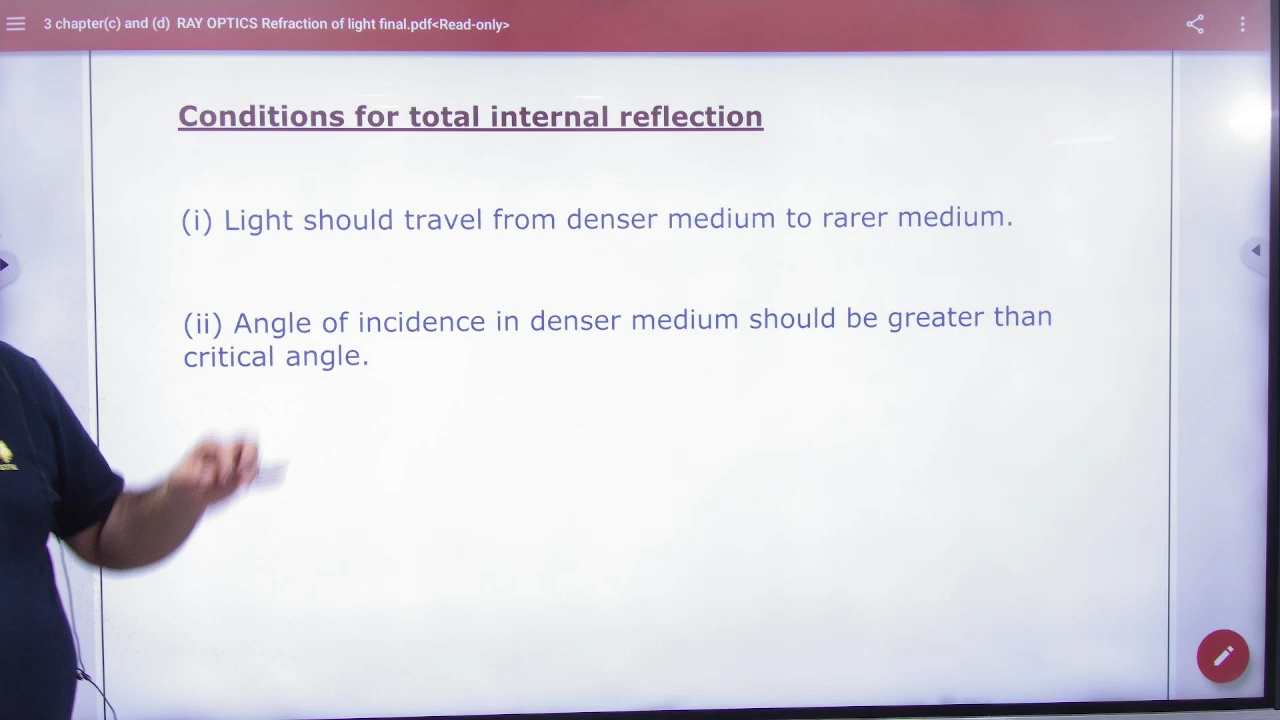 3 chapter(c) and (d) RAY OPTICS Refraction of light final.pdf<Read-only>
Conditions for total internal reflection
(i) Light should travel from denser medium to rarer medium.
(ii) Angle of incidence in denser medium should be greater than
critical angle.